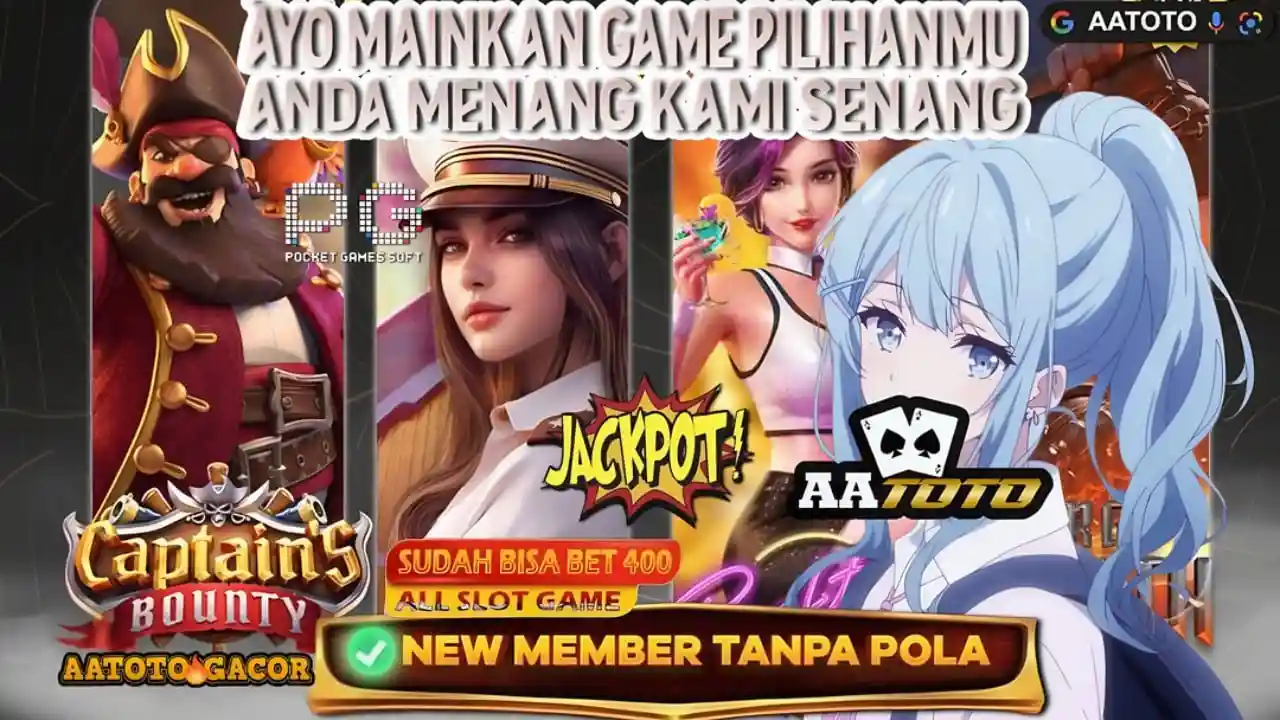 AYO MAINKAN GAME PILIHANMU
ANDA MENANG KAMI SENANG
AATOTO
PG
POCKET GAMES SOFT
JACKPOT!
AATOTO
Captain's
BOUNTY
SUDAH BISA BET 400
ALL SLOT GAME
NEW MEMBER TANPA POLA
AATOTO GACOR